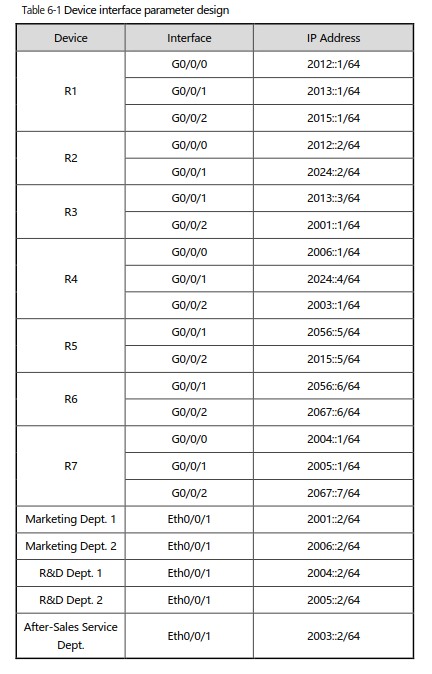 Table 6-1 Device interface parameter design
Device Interface IP Address
R1 G0/0/0 2012::1/64
G0/0/1 2013::1/64
G0/0/2 2015::1/64
R2 G0/0/0 2012::2/64
G0/0/1 2024::2/64
R3 G0/0/1 2013::3/64
G0/0/2 2001::1/64
R4 G0/0/0 2006::1/64
G0/0/1 2024::4/64
G0/0/2 2003::1/64
R5 G0/0/1 2056::5/64
G0/0/2 2015::5/64
R6 G0/0/1 2056::6/64
G0/0/2 2067::6/64
R7 G0/0/0 2004::1/64
G0/0/1 2005::1/64
G0/0/2 2067::7/64
Marketing Dept. 1 Eth0/0/1 2001::2/64
Marketing Dept. 2 Eth0/0/1 2006::2/64
R&D Dept. 1 Eth0/0/1 2004::2/64
R&D Dept. 2 Eth0/0/1 2005::2/64
After-Sales Service
Dept. Eth0/0/1 2003::2/64